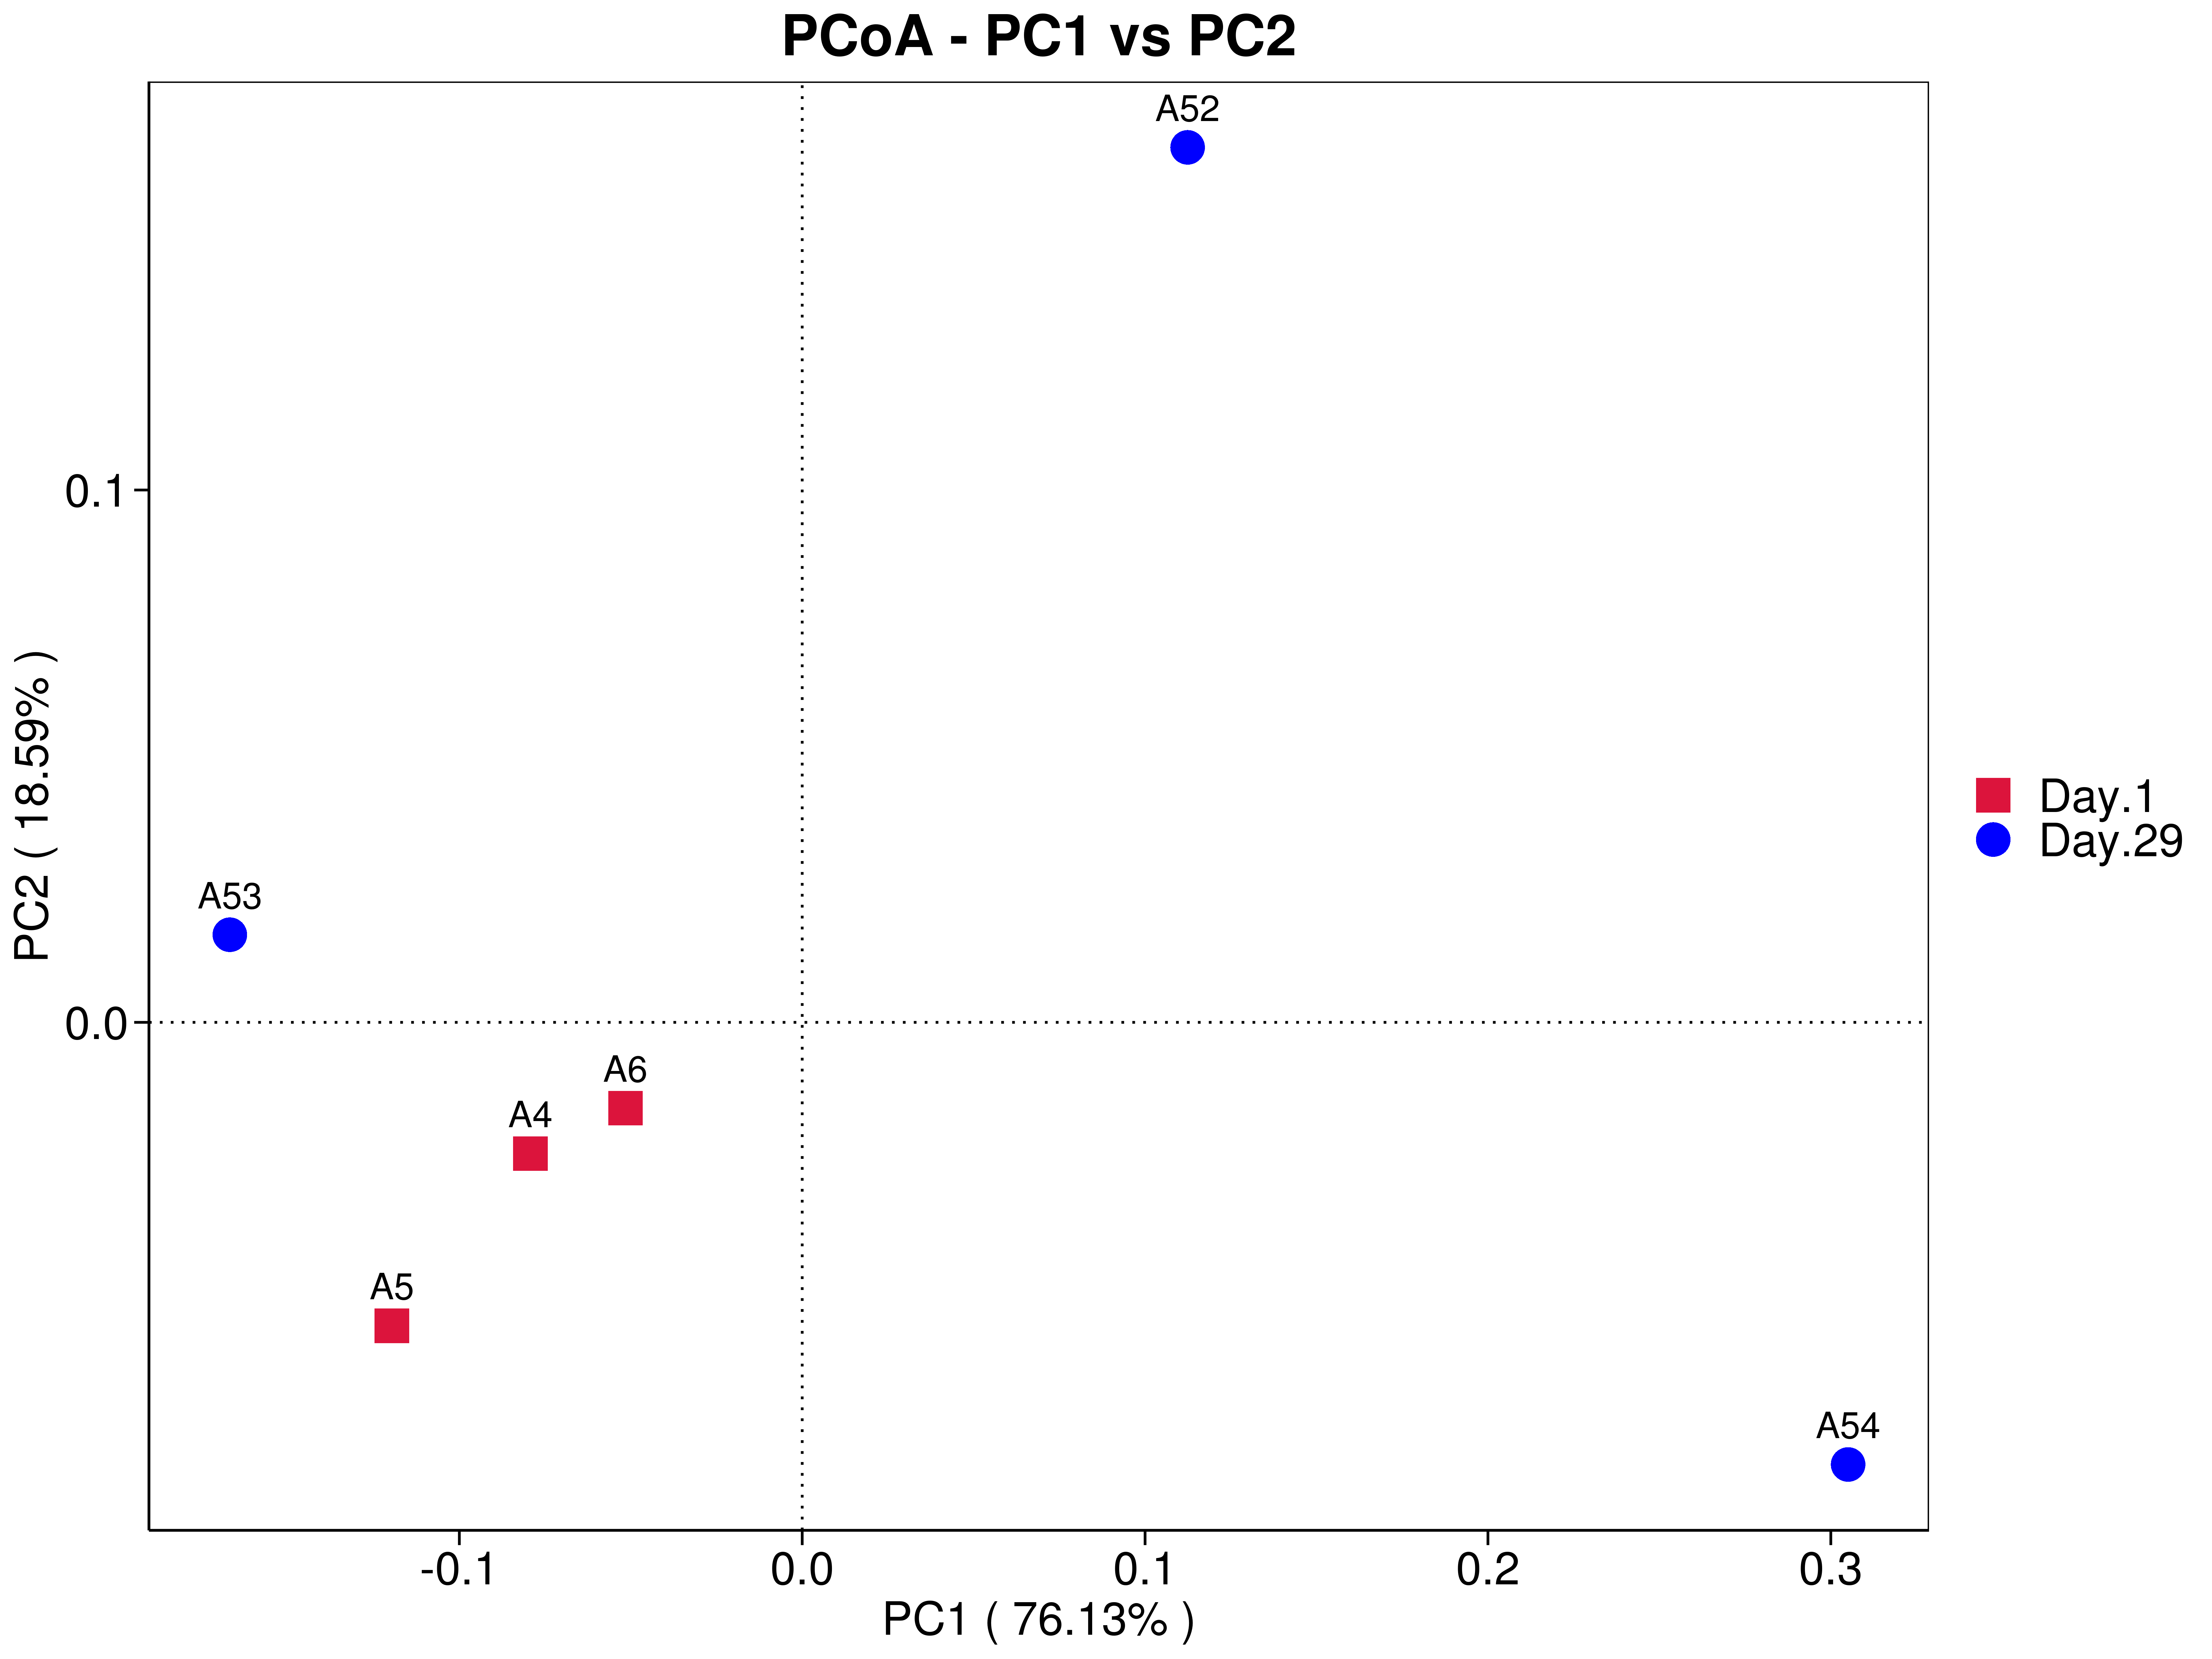 PCoA - PC1 vs PC2
A52
0.1
PC2 ( 18.59% )
Day.1
Day.29
A53
0.0
A6
A4
A5
A54
-0.1 0.0 0.1 0.2 0.3
PC1 ( 76.13% )